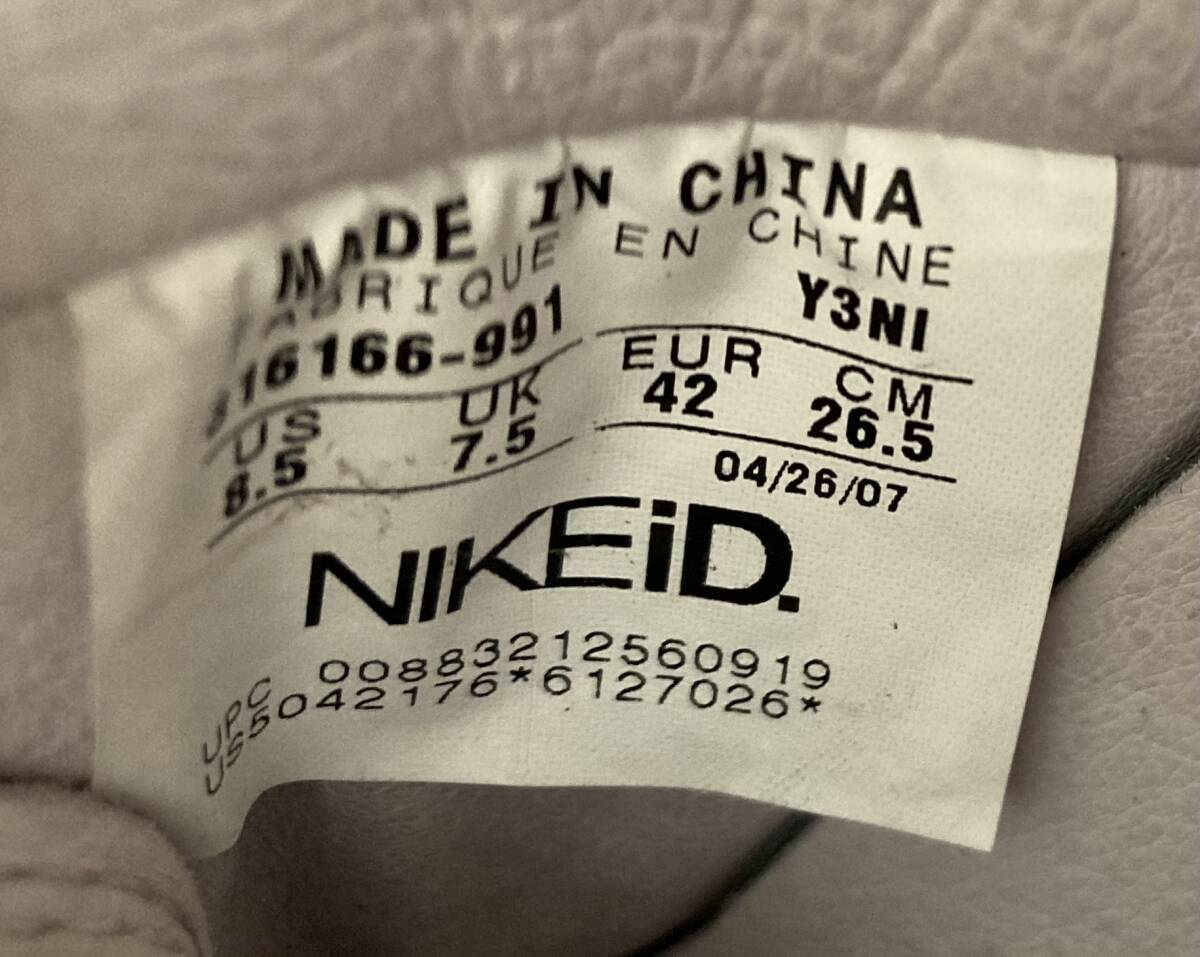 MADE IN CHINA
FABRIQUE EN CHINE
316166-991 Y3NI
US UK EUR CM
8.5 7.5 42 26.5
04/26/07
NIKEiD.
UPC 00883212560919
US5042176*6127026*